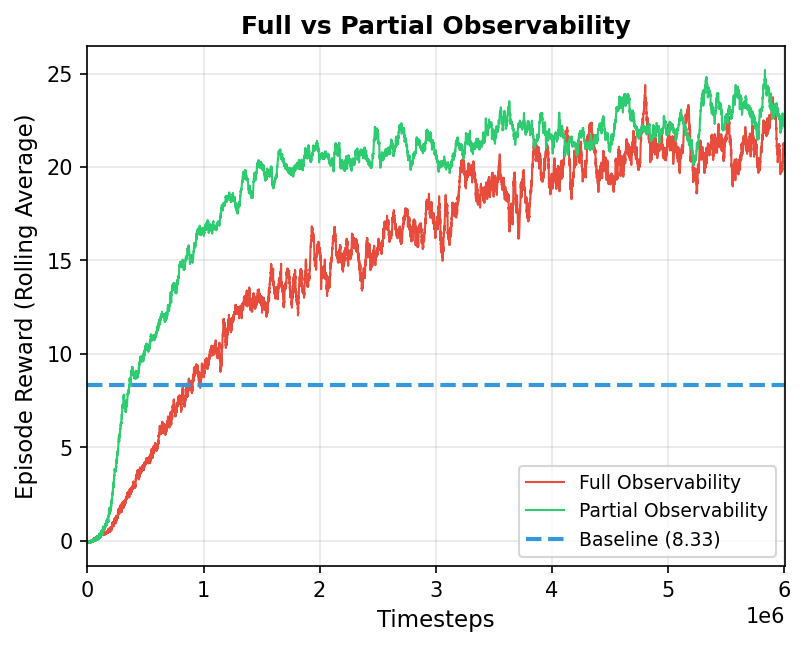 Full vs Partial Observability
Episode Reward (Rolling Average)
25
20
15
10
5
0
0 1 2 3 4 5 6
1e6
Timesteps
Full Observability
Partial Observability
Baseline (8.33)